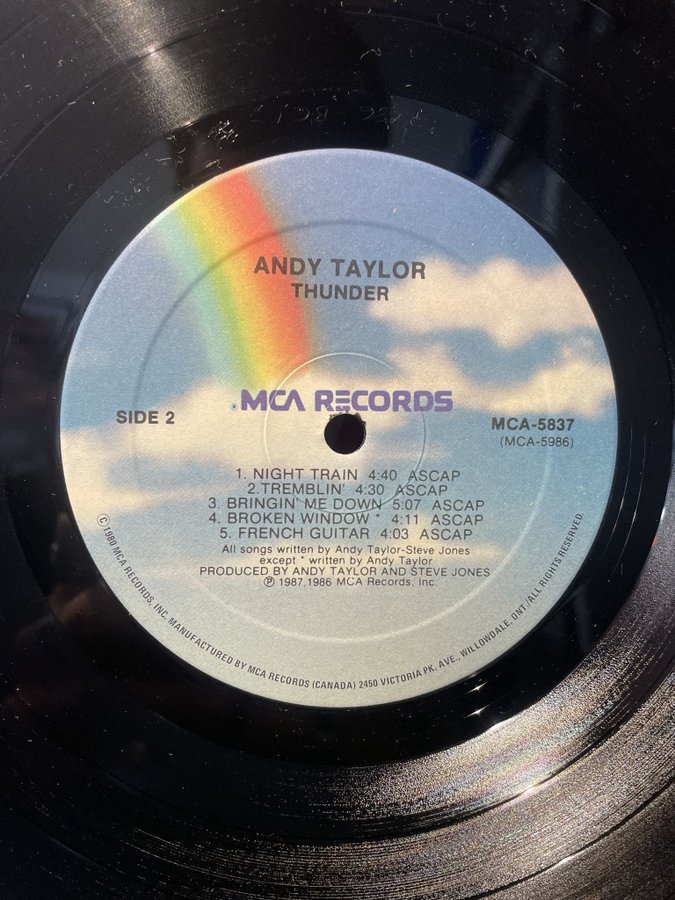 ANDY TAYLOR
THUNDER
® MCA RECORDS
SIDE 2
MCA-5837
(MCA-5986)
1. NIGHT TRAIN 4:40 ASCAP
2. TREMBLIN' 4:30 ASCAP
3. BRINGIN' ME DOWN 5:07 ASCAP
4. BROKEN WINDOW * 4:11 ASCAP
5. FRENCH GUITAR 4:03 ASCAP
All songs written by Andy Taylor-Steve Jones
except * written by Andy Taylor
PRODUCED BY ANDY TAYLOR AND STEVE JONES
℗ 1987,1986 MCA Records, Inc.
© 1980 MCA RECORDS, INC. MANUFACTURED BY MCA RECORDS (CANADA) 2450 VICTORIA PK. AVE., WILLOWDALE, ONT./ALL RIGHTS RESERVED.